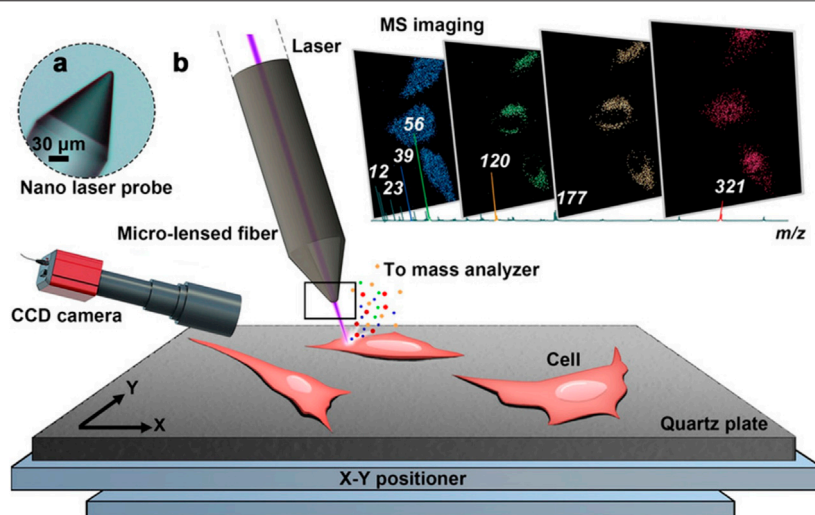 a
b
30 µm
Nano laser probe
Laser
MS imaging
12
23
39
56
120
177
321
m/z
Micro-lensed fiber
To mass analyzer
CCD camera
Cell
Y
X
Quartz plate
X-Y positioner